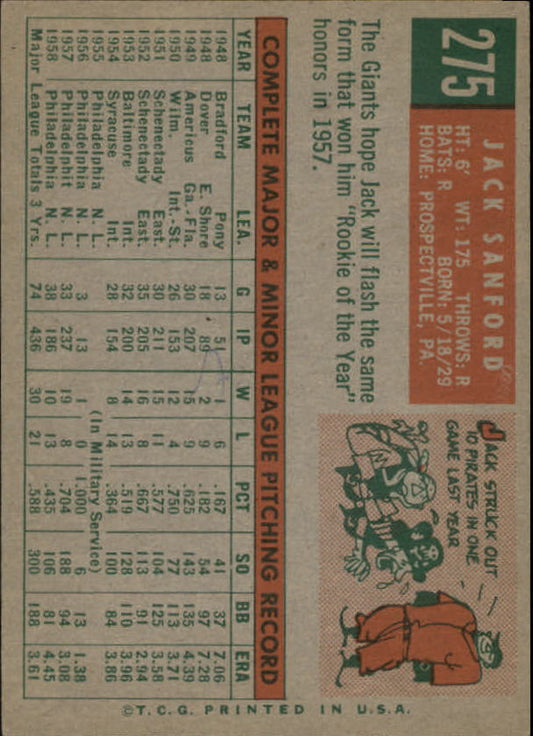 275
JACK SANFORD
HT: 6' WT: 175 THROWS: R
BATS: R BORN: 5/18/29
HOME: PROSPECTVILLE, PA.
The Giants hope Jack will flash the same
form that won him "Rookie of the Year"
honors in 1957.
JACK STRUCK OUT
10 PIRATES IN ONE
GAME LAST YEAR
COMPLETE MAJOR & MINOR LEAGUE PITCHING RECORD
YEAR TEAM LEA. G IP W L PCT SO BB ERA
1948 Bradford Pony 13 51 1 6 .167 41 37 7.06
1948 Dover E. Shore 18 89 2 9 .182 54 97 7.28
1949 Americus Ga.-Fla. 30 207 15 9 .625 143 135 4.39
1950 Wilm. Int.-St. 26 153 12 4 .750 77 113 3.71
1951 Schenectady East. 30 211 15 11 .577 104 125 3.58
1952 Schenectady East. 35 205 16 8 .667 113 91 2.94
1953 Baltimore Int. 32 200 14 13 .519 128 110 3.96
1954 Syracuse Int. 28 154 8 14 .364 100 84 3.86
1955 Philadelphia N. L. (In Military Service)
1956 Philadelphia N. L. 3 13 1 0 1.000 6 13 1.38
1957 Philadelphia N. L. 33 237 19 8 .704 188 94 3.08
1958 Philadelphia N. L. 38 186 10 13 .435 106 81 4.45
Major League Totals 3 Yrs. 74 436 30 21 .588 300 188 3.61
©T.C.G. PRINTED IN U.S.A.